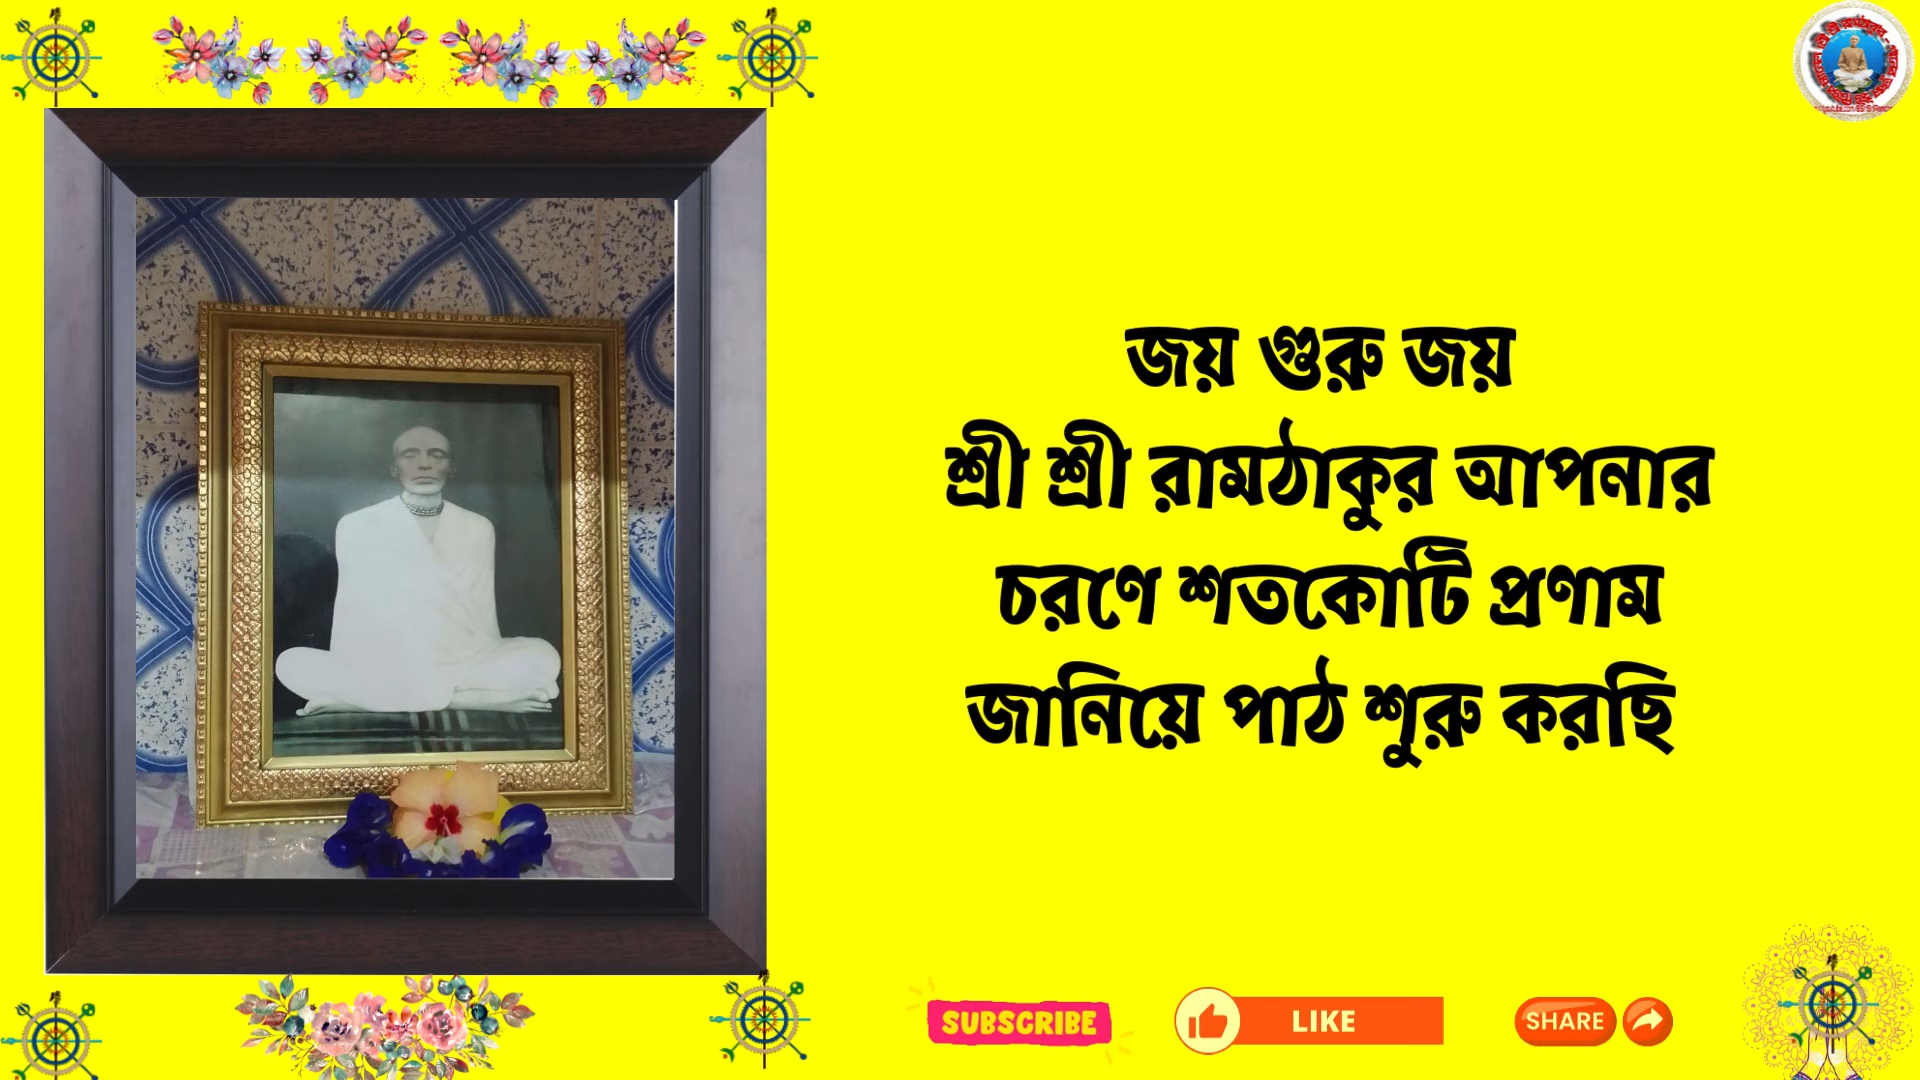 জয় গুরু জয়
শ্রী শ্রী রামঠাকুর আপনার
চরণে শতকোটি প্রণাম
জানিয়ে পাঠ শুরু করছি
SUBSCRIBE
LIKE
SHARE